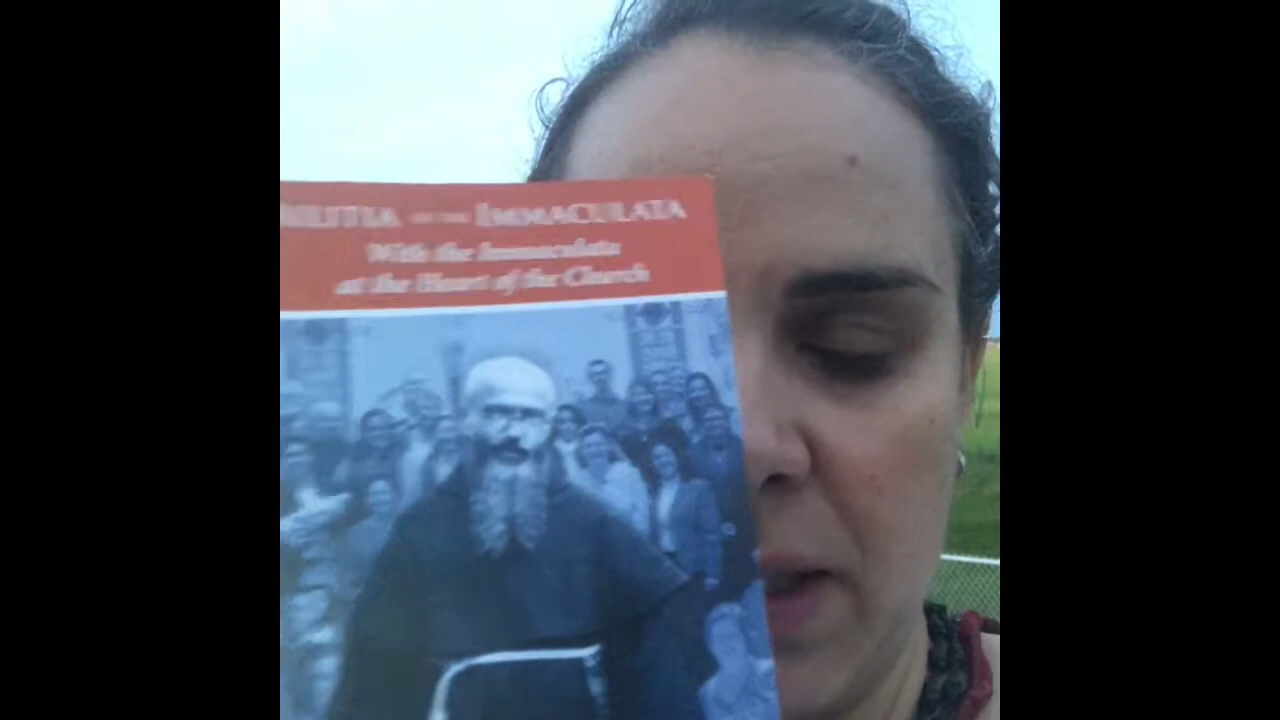 MILITIA OF THE IMMACULATA
With the Immaculata
at the Heart of the Church